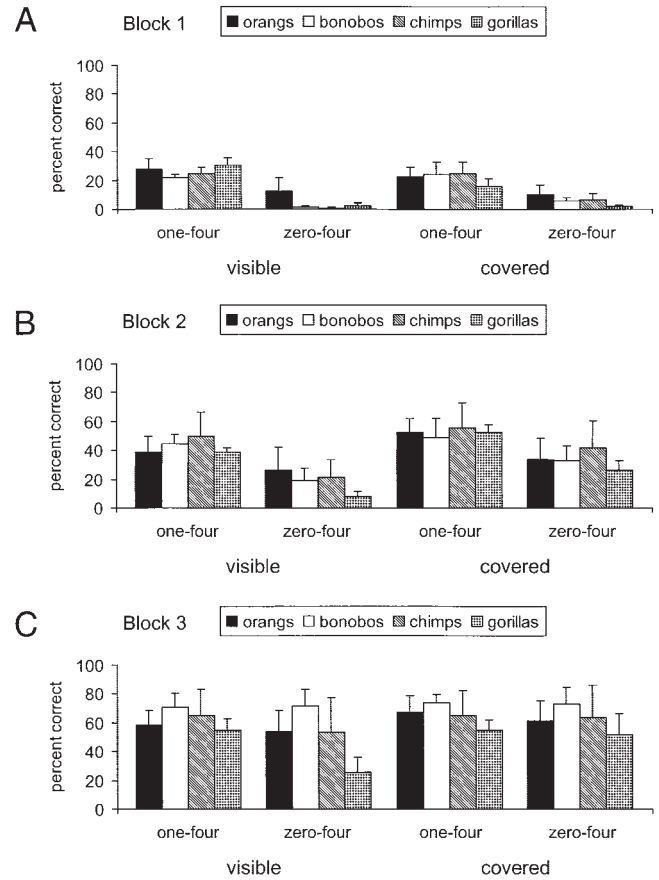 A Block 1 orangs bonobos chimps gorillas
100
80
60
40
20
0
percent correct
one-four zero-four one-four zero-four
visible covered
B Block 2 orangs bonobos chimps gorillas
100
80
60
40
20
0
percent correct
one-four zero-four one-four zero-four
visible covered
C Block 3 orangs bonobos chimps gorillas
100
80
60
40
20
0
percent correct
one-four zero-four one-four zero-four
visible covered